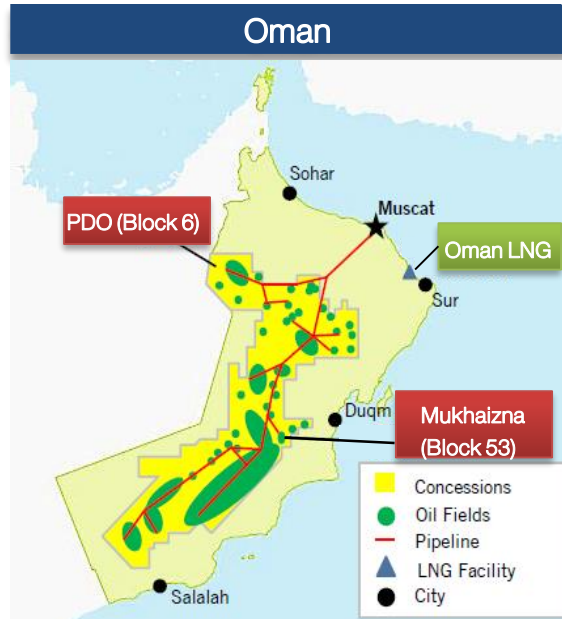 Oman
Sohar
Muscat
PDO (Block 6)
Oman LNG
Sur
Duqm
Mukhaizna
(Block 53)
Concessions
Oil Fields
Pipeline
LNG Facility
City
Salalah